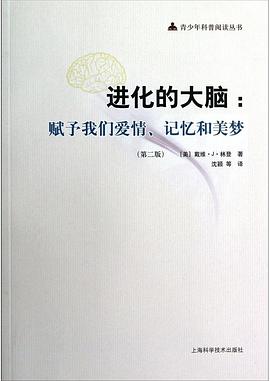 青少年科普阅读丛书
进化的大脑：
赋予我们爱情、记忆和美梦
（第二版） 〔美〕戴维·J·林登 著
沈颖 等 译
上海科学技术出版社